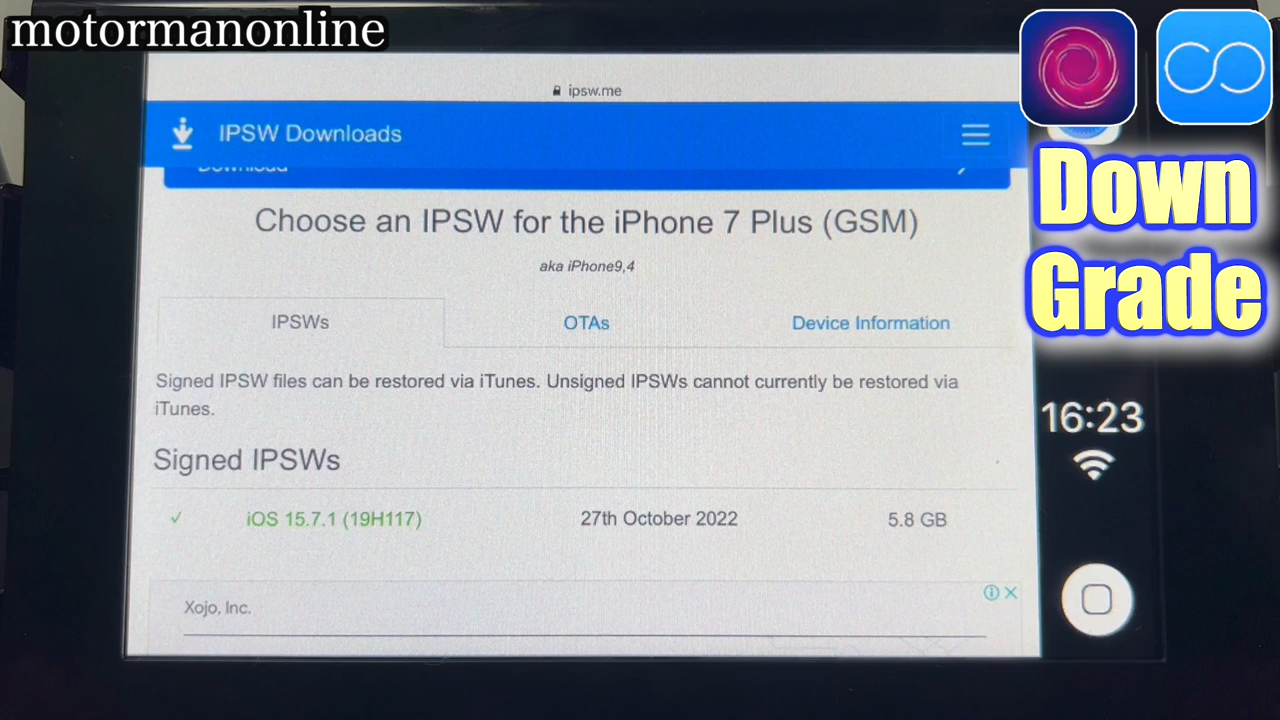 motormanonline
ipsw.me
IPSW Downloads
Download
Choose an IPSW for the iPhone 7 Plus (GSM)
aka iPhone9,4
IPSWs
OTAs
Device Information
Signed IPSW files can be restored via iTunes. Unsigned IPSWs cannot currently be restored via
iTunes.
Signed IPSWs
✓ iOS 15.7.1 (19H117) 27th October 2022 5.8 GB
Xojo, Inc.
Down
Grade
16:23